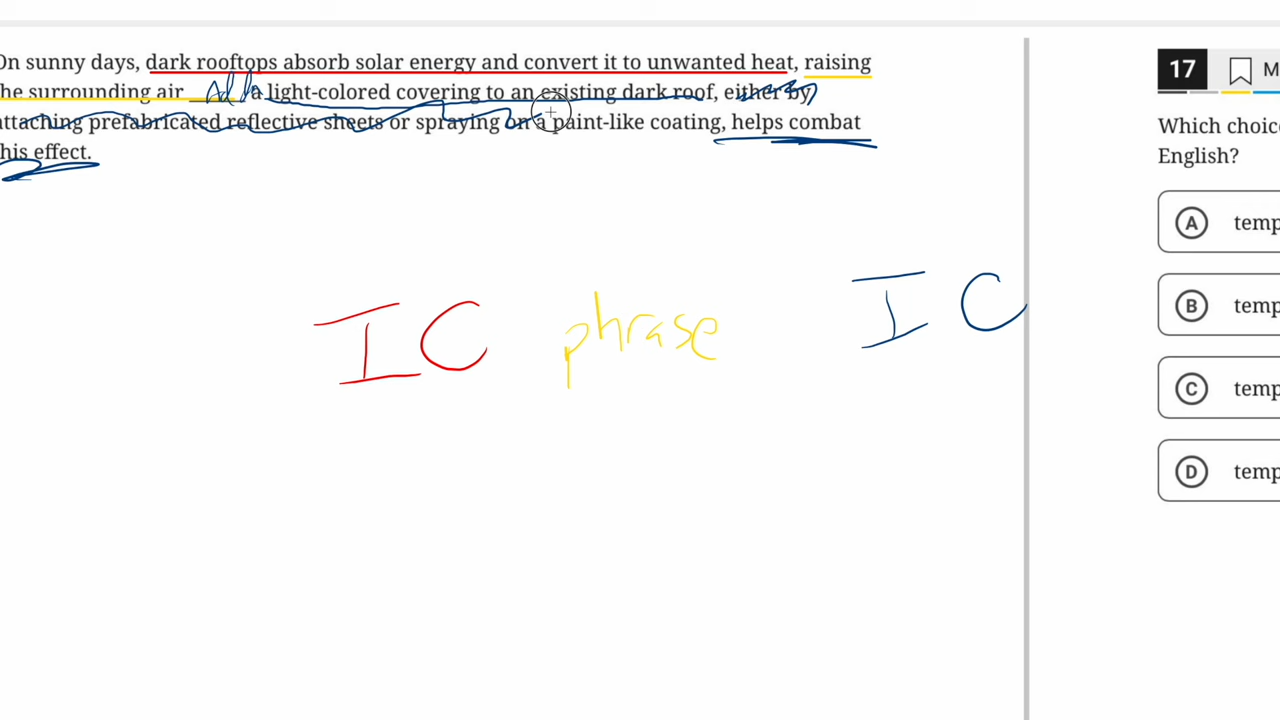 On sunny days, dark rooftops absorb solar energy and convert it to unwanted heat, raising
the surrounding air a light-colored covering to an existing dark roof, either by
attaching prefabricated reflective sheets or spraying on a paint-like coating, helps combat
this effect.
IC phrase IC
17
M
Which choic
English?
A temp
B temp
C temp
D temp